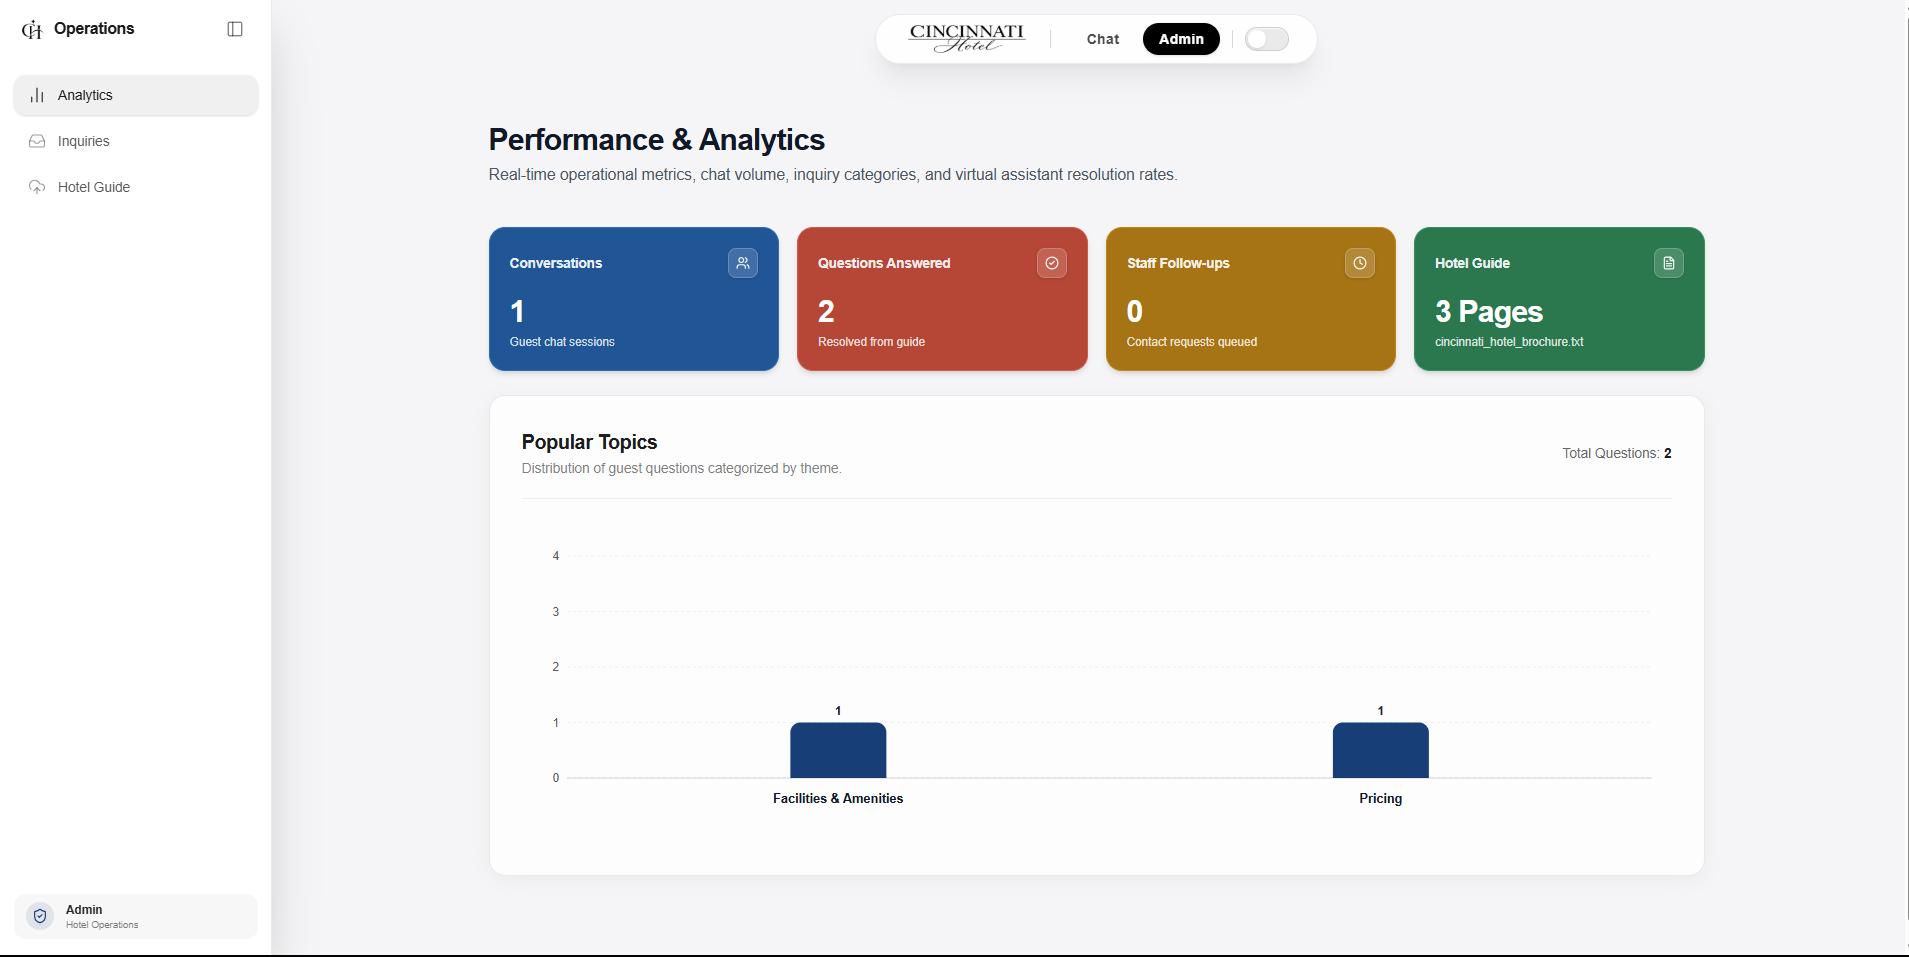 CH Operations
Analytics
Inquiries
Hotel Guide
Admin
Hotel Operations
CINCINNATI
Hotel
Chat
Admin
Performance & Analytics
Real-time operational metrics, chat volume, inquiry categories, and virtual assistant resolution rates.
Conversations
1
Guest chat sessions
Questions Answered
2
Resolved from guide
Staff Follow-ups
0
Contact requests queued
Hotel Guide
3 Pages
cincinnati_hotel_brochure.txt
Popular Topics
Distribution of guest questions categorized by theme.
Total Questions: 2
4
3
2
1
0
1
1
Facilities & Amenities
Pricing